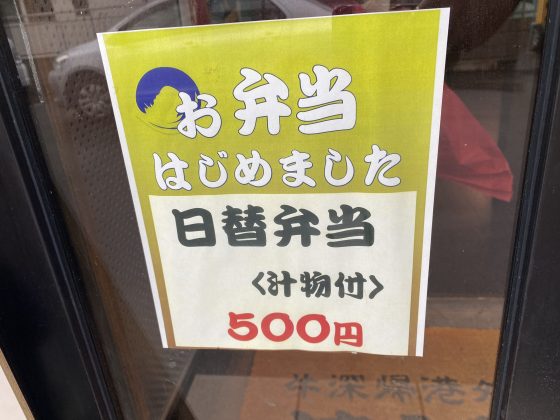 お弁当
はじめました
日替弁当
〈汁物付〉
500円